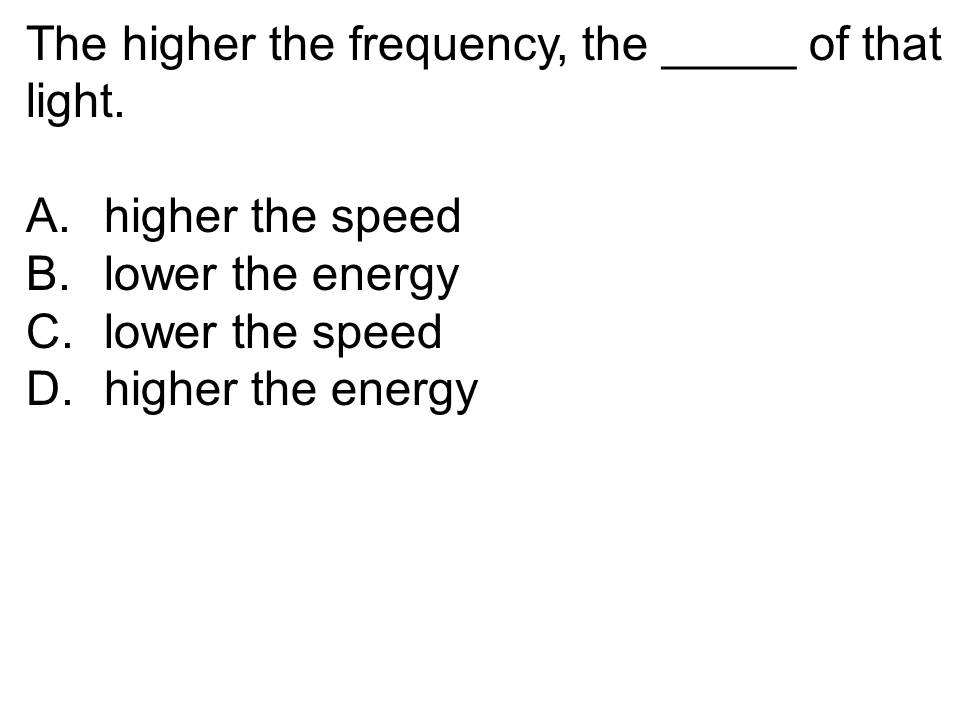 The higher the frequency, the _____ of that
light.
A. higher the speed
B. lower the energy
C. lower the speed
D. higher the energy